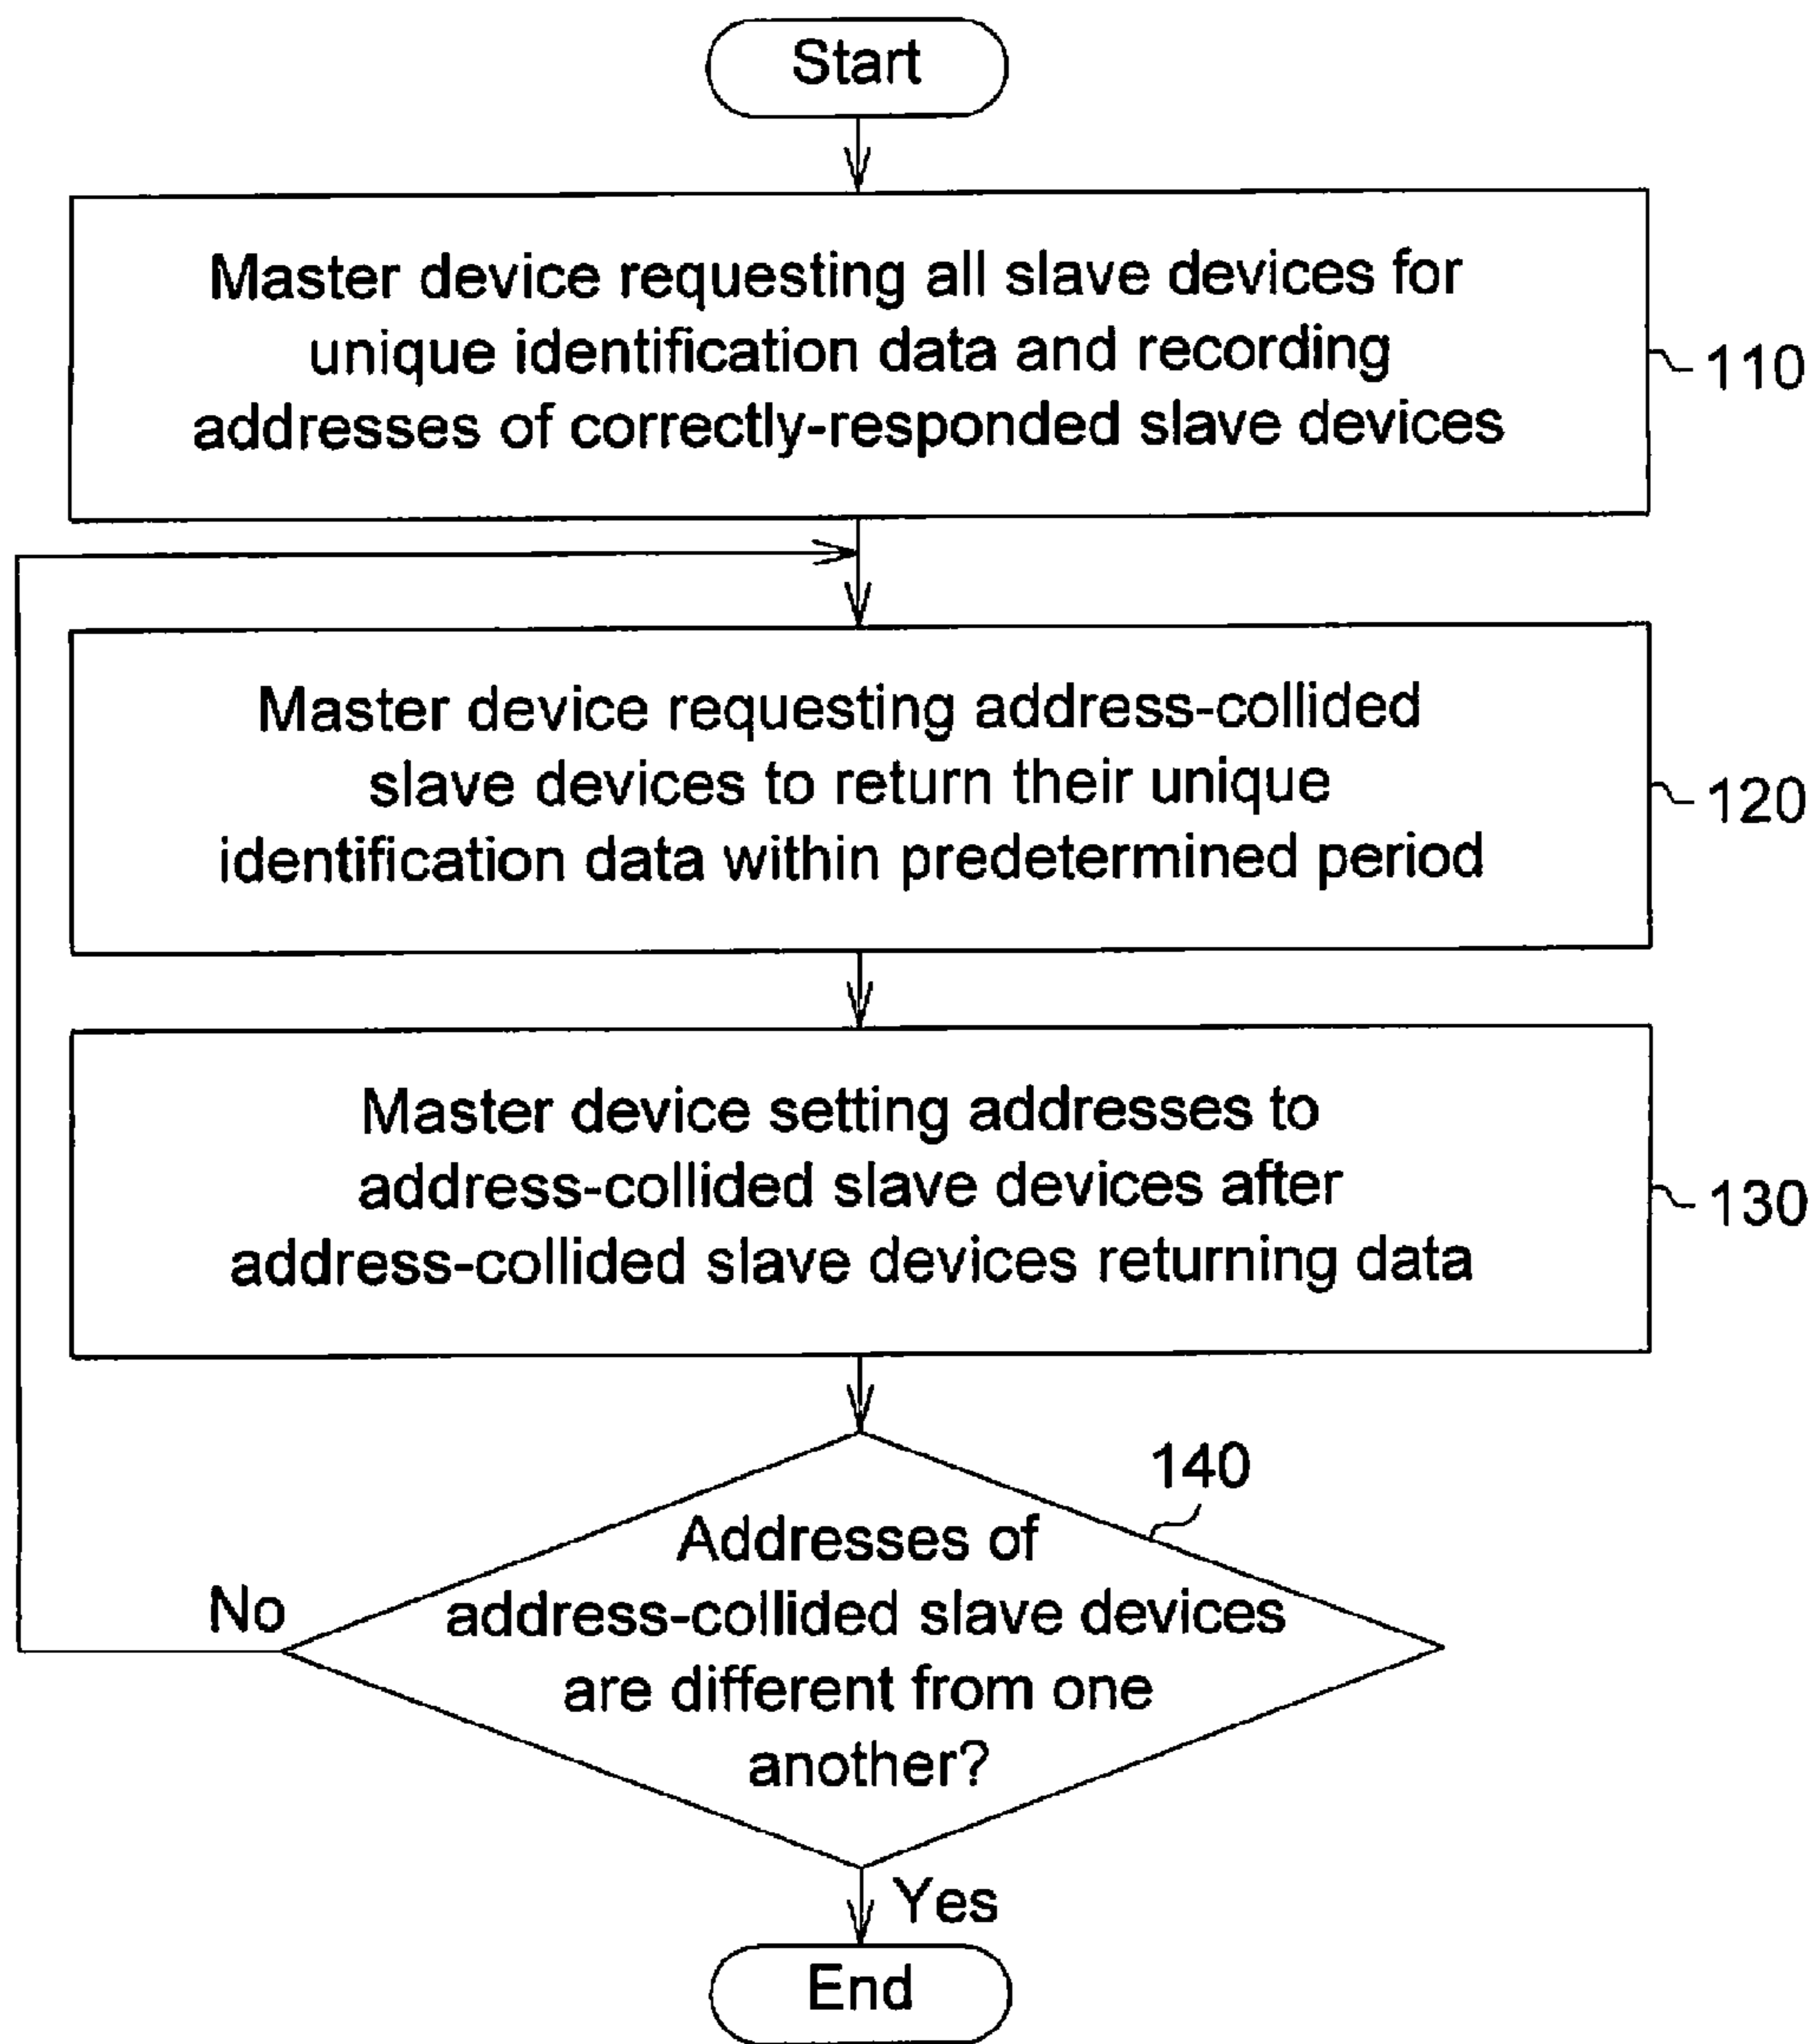 Start
Master device requesting all slave devices for
unique identification data and recording
addresses of correctly-responded slave devices
110
Master device requesting address-collided
slave devices to return their unique
identification data within predetermined period
120
Master device setting addresses to
address-collided slave devices after
address-collided slave devices returning data
130
140
Addresses of
address-collided slave devices
are different from one
another?
No
Yes
End